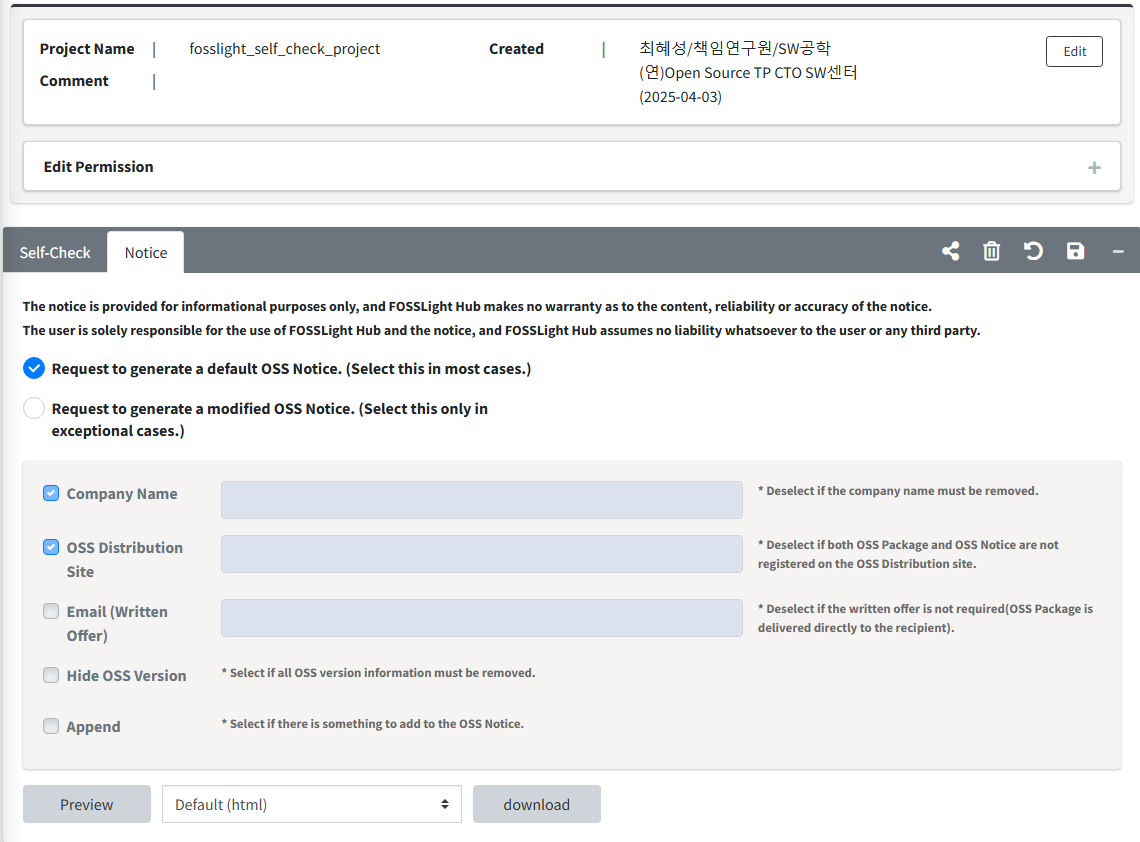 Project Name | fosslight_self_check_project Created | 최혜성/책임연구원/SW공학
(연)Open Source TP CTO SW센터
(2025-04-03)
Edit
Comment |
Edit Permission
Self-Check Notice
The notice is provided for informational purposes only, and FOSSLight Hub makes no warranty as to the content, reliability or accuracy of the notice.
The user is solely responsible for the use of FOSSLight Hub and the notice, and FOSSLight Hub assumes no liability whatsoever to the user or any third party.
Request to generate a default OSS Notice. (Select this in most cases.)
Request to generate a modified OSS Notice. (Select this only in
exceptional cases.)
Company Name
* Deselect if the company name must be removed.
OSS Distribution
Site
* Deselect if both OSS Package and OSS Notice are not
registered on the OSS Distribution site.
Email (Written
Offer)
* Deselect if the written offer is not required(OSS Package is
delivered directly to the recipient).
Hide OSS Version
* Select if all OSS version information must be removed.
Append
* Select if there is something to add to the OSS Notice.
Preview
Default (html)
download